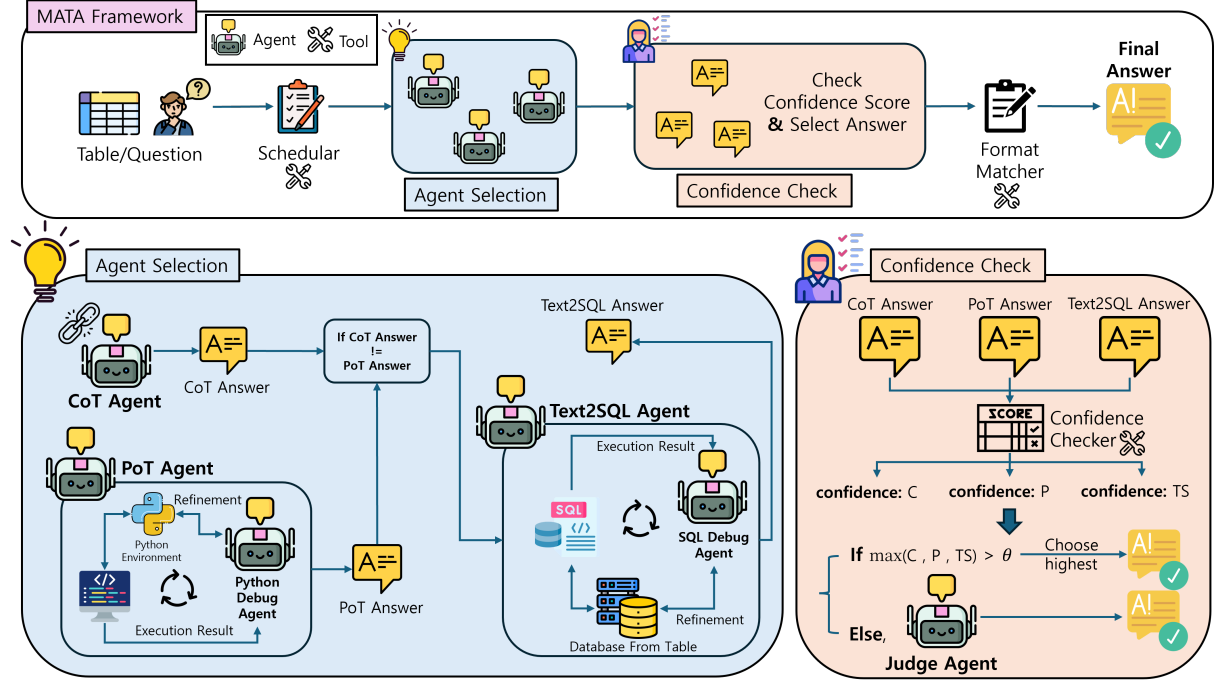 MATA Framework
Agent
Tool
Table/Question
Schedular
Agent Selection
Check
Confidence Score
& Select Answer
Confidence Check
Format
Matcher
Final
Answer
A!
Agent Selection
CoT Agent
CoT Answer
If CoT Answer
!=
PoT Answer
Text2SQL Answer
PoT Agent
Refinement
Python
Environment
Python
Debug
Agent
Execution Result
PoT Answer
Text2SQL Agent
Execution Result
SQL
SQL Debug
Agent
Refinement
Database From Table
Confidence Check
CoT Answer
PoT Answer
Text2SQL Answer
SCORE
Confidence
Checker
confidence: C
confidence: P
confidence: TS
If max(C , P , TS) > θ
Choose
highest
A!
Else,
Judge Agent
A!